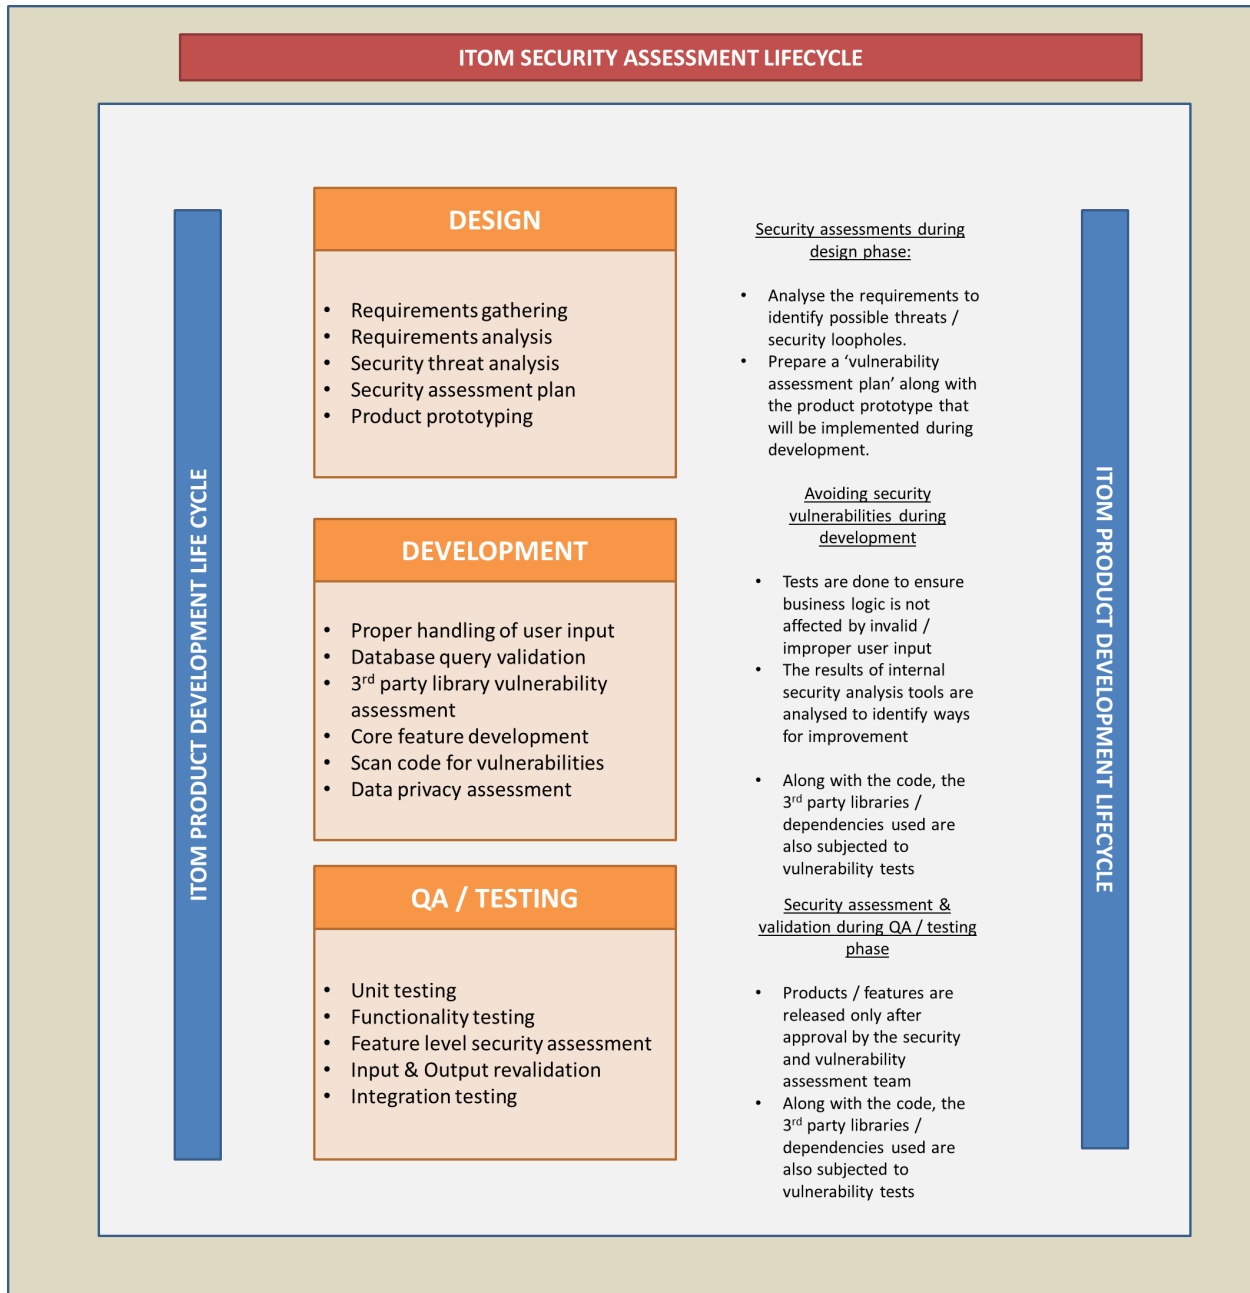 ITOM SECURITY ASSESSMENT LIFECYCLE
ITOM PRODUCT DEVELOPMENT LIFE CYCLE
DESIGN
• Requirements gathering
• Requirements analysis
• Security threat analysis
• Security assessment plan
• Product prototyping
Security assessments during
design phase:
• Analyse the requirements to
identify possible threats /
security loopholes.
• Prepare a ‘vulnerability
assessment plan’ along with
the product prototype that
will be implemented during
development.
DEVELOPMENT
• Proper handling of user input
• Database query validation
• 3rd party library vulnerability
assessment
• Core feature development
• Scan code for vulnerabilities
• Data privacy assessment
Avoiding security
vulnerabilities during
development
• Tests are done to ensure
business logic is not
affected by invalid /
improper user input
• The results of internal
security analysis tools are
analysed to identify ways
for improvement
• Along with the code, the
3rd party libraries /
dependencies used are
also subjected to
vulnerability tests
QA / TESTING
• Unit testing
• Functionality testing
• Feature level security assessment
• Input & Output revalidation
• Integration testing
Security assessment &
validation during QA / testing
phase
• Products / features are
released only after
approval by the security
and vulnerability
assessment team
• Along with the code, the
3rd party libraries /
dependencies used are
also subjected to
vulnerability tests
ITOM PRODUCT DEVELOPMENT LIFECYCLE